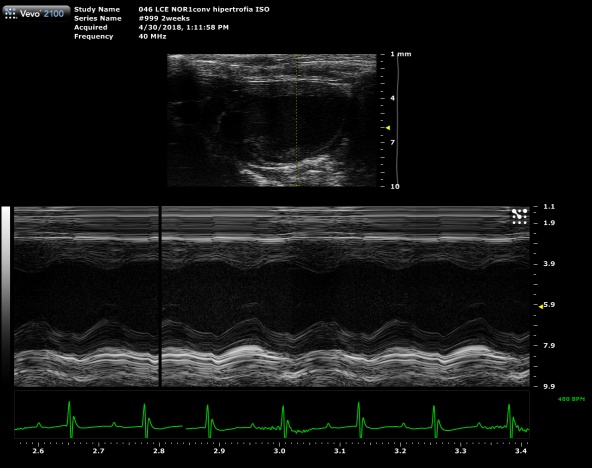 Vevo 2100
Study Name 046 LCE NOR1conv hipertrofia ISO
Series Name #999 2weeks
Acquired 4/30/2018, 1:11:58 PM
Frequency 40 MHz
1 mm
4
7
10
1.1
1.9
3.9
5.9
7.9
9.9
460 BPM
2.6 2.7 2.8 2.9 3.0 3.1 3.2 3.3 3.4